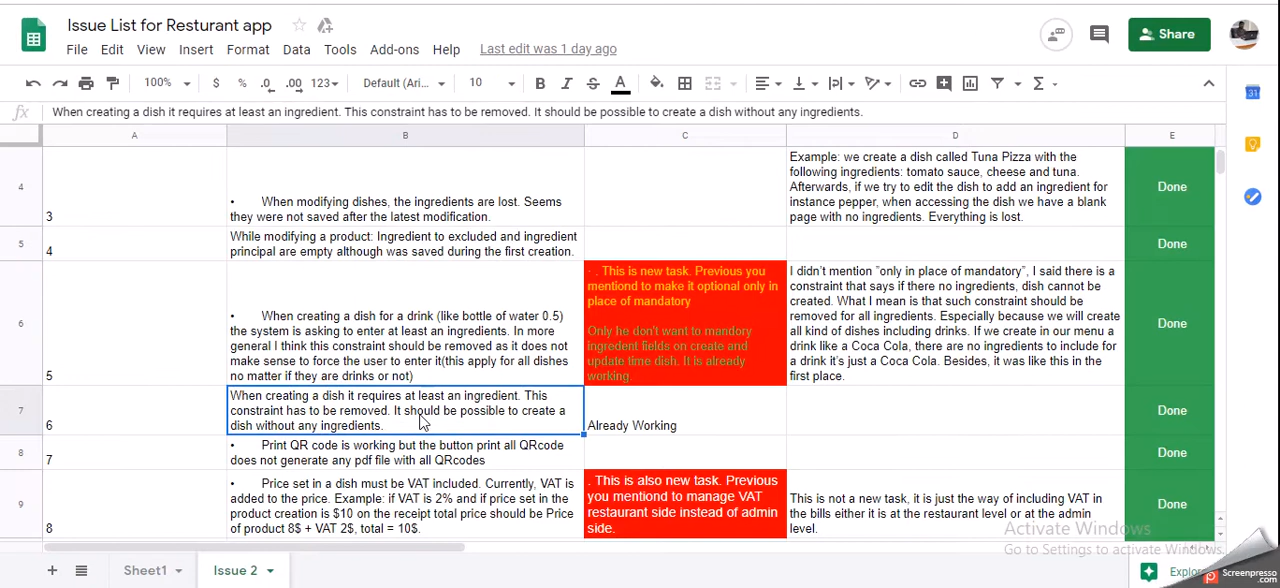 Issue List for Resturant app
File Edit View Insert Format Data Tools Add-ons Help Last edit was 1 day ago
Share
100% $ % .0 .00 123 Default (Ari... 10 B I S A
fx When creating a dish it requires at least an ingredient. This constraint has to be removed. It should be possible to create a dish without any ingredients.
31
A B C D E
4
3
• When modifying dishes, the ingredients are lost. Seems
they were not saved after the latest modification.
Example: we create a dish called Tuna Pizza with the
following ingredients: tomato sauce, cheese and tuna.
Afterwards, if we try to edit the dish to add an ingredient for
instance pepper, when accessing the dish we have a blank
page with no ingredients. Everything is lost.
Done
5
4
While modifying a product: Ingredient to excluded and ingredient
principal are empty although was saved during the first creation.
Done
6
5
• When creating a dish for a drink (like bottle of water 0.5)
the system is asking to enter at least an ingredients. In more
general I think this constraint should be removed as it does not
make sense to force the user to enter it(this apply for all dishes
no matter if they are drinks or not)
. This is new task. Previous you
mentiond to make it optional only in
place of mandatory
Only he don't want to mandory
ingredient fields on create and
update time dish. It is already
working.
I didn't mention "only in place of mandatory", I said there is a
constraint that says if there no ingredients, dish cannot be
created. What I mean is that such constraint should be
removed for all ingredients. Especially because we will create
all kind of dishes including drinks. If we create in our menu a
drink like a Coca Cola, there are no ingredients to include for
a drink it's just a Coca Cola. Besides, it was like this in the
first place.
Done
7
6
When creating a dish it requires at least an ingredient. This
constraint has to be removed. It should be possible to create a
dish without any ingredients.
Already Working
Done
8
7
• Print QR code is working but the button print all QRcode
does not generate any pdf file with all QRcodes
Done
9
8
• Price set in a dish must be VAT included. Currently, VAT is
added to the price. Example: if VAT is 2% and if price set in the
product creation is $10 on the receipt total price should be Price
of product 8$ + VAT 2$, total = 10$.
. This is also new task. Previous
you mentiond to manage VAT
restaurant side instead of admin
side.
This is not a new task, it is just the way of including VAT in
the bills either it is at the restaurant level or at the admin
level.
Done
Activate Windows
Go to Settings to activate Windows.
Sheet1 Issue 2
Screenpresso
.com